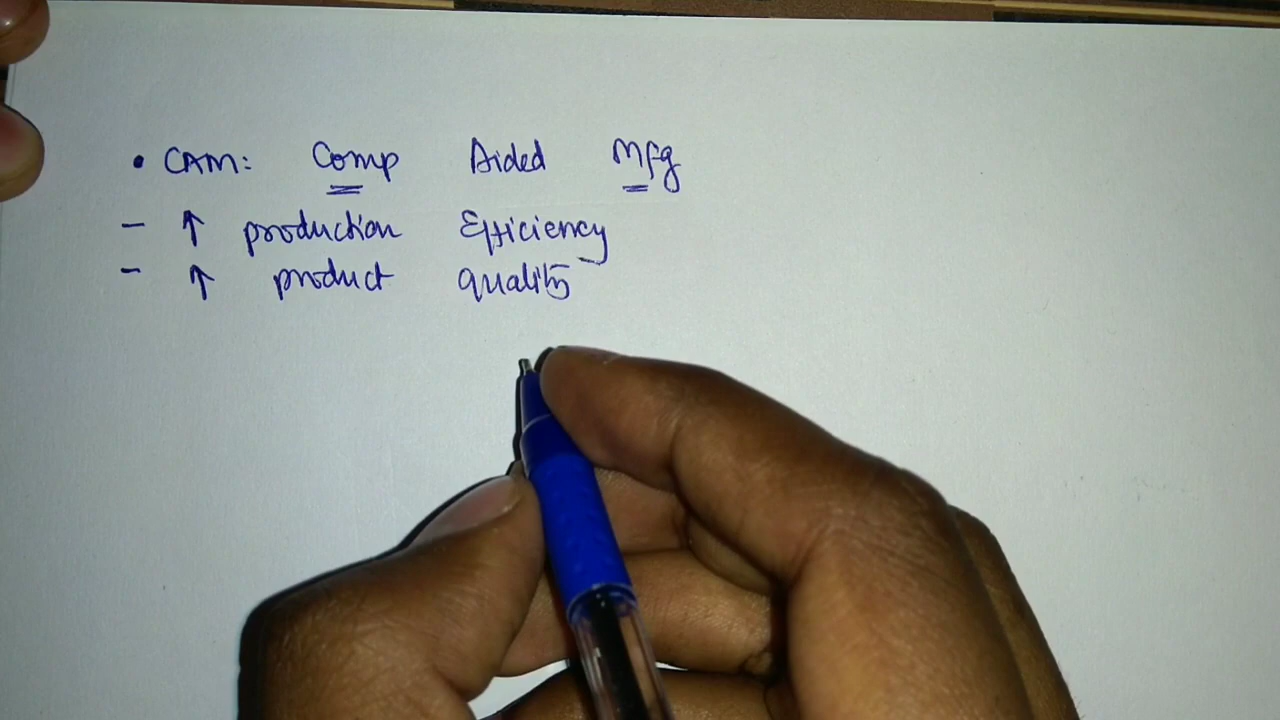 • CAM: Comp Aided Mfg
- ↑ production Efficiency
- ↑ product quality